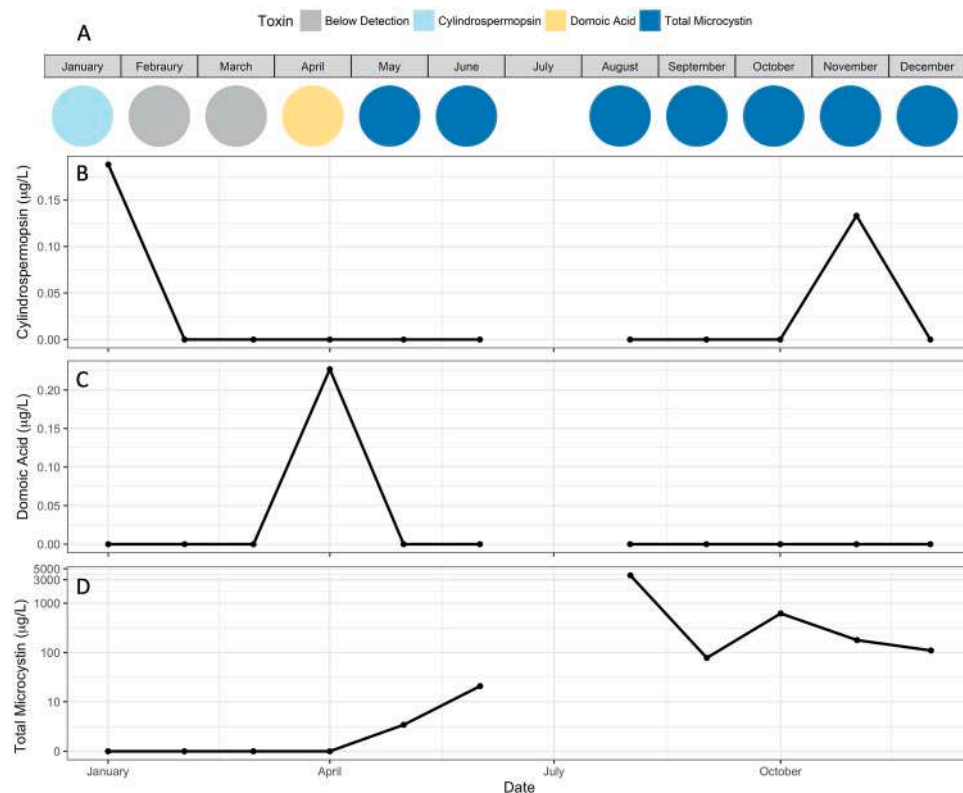 Toxin Below Detection Cylindrospermopsin Domoic Acid Total Microcystin
A
January Febraury March April May June July August September October November December
B
Cylindrospermopsin (µg/L)
0.15
0.10
0.05
0.00
C
Domoic Acid (µg/L)
0.20
0.15
0.10
0.05
0.00
D
Total Microcystin (µg/L)
5000
3000
1000
100
10
0
January April July October
Date